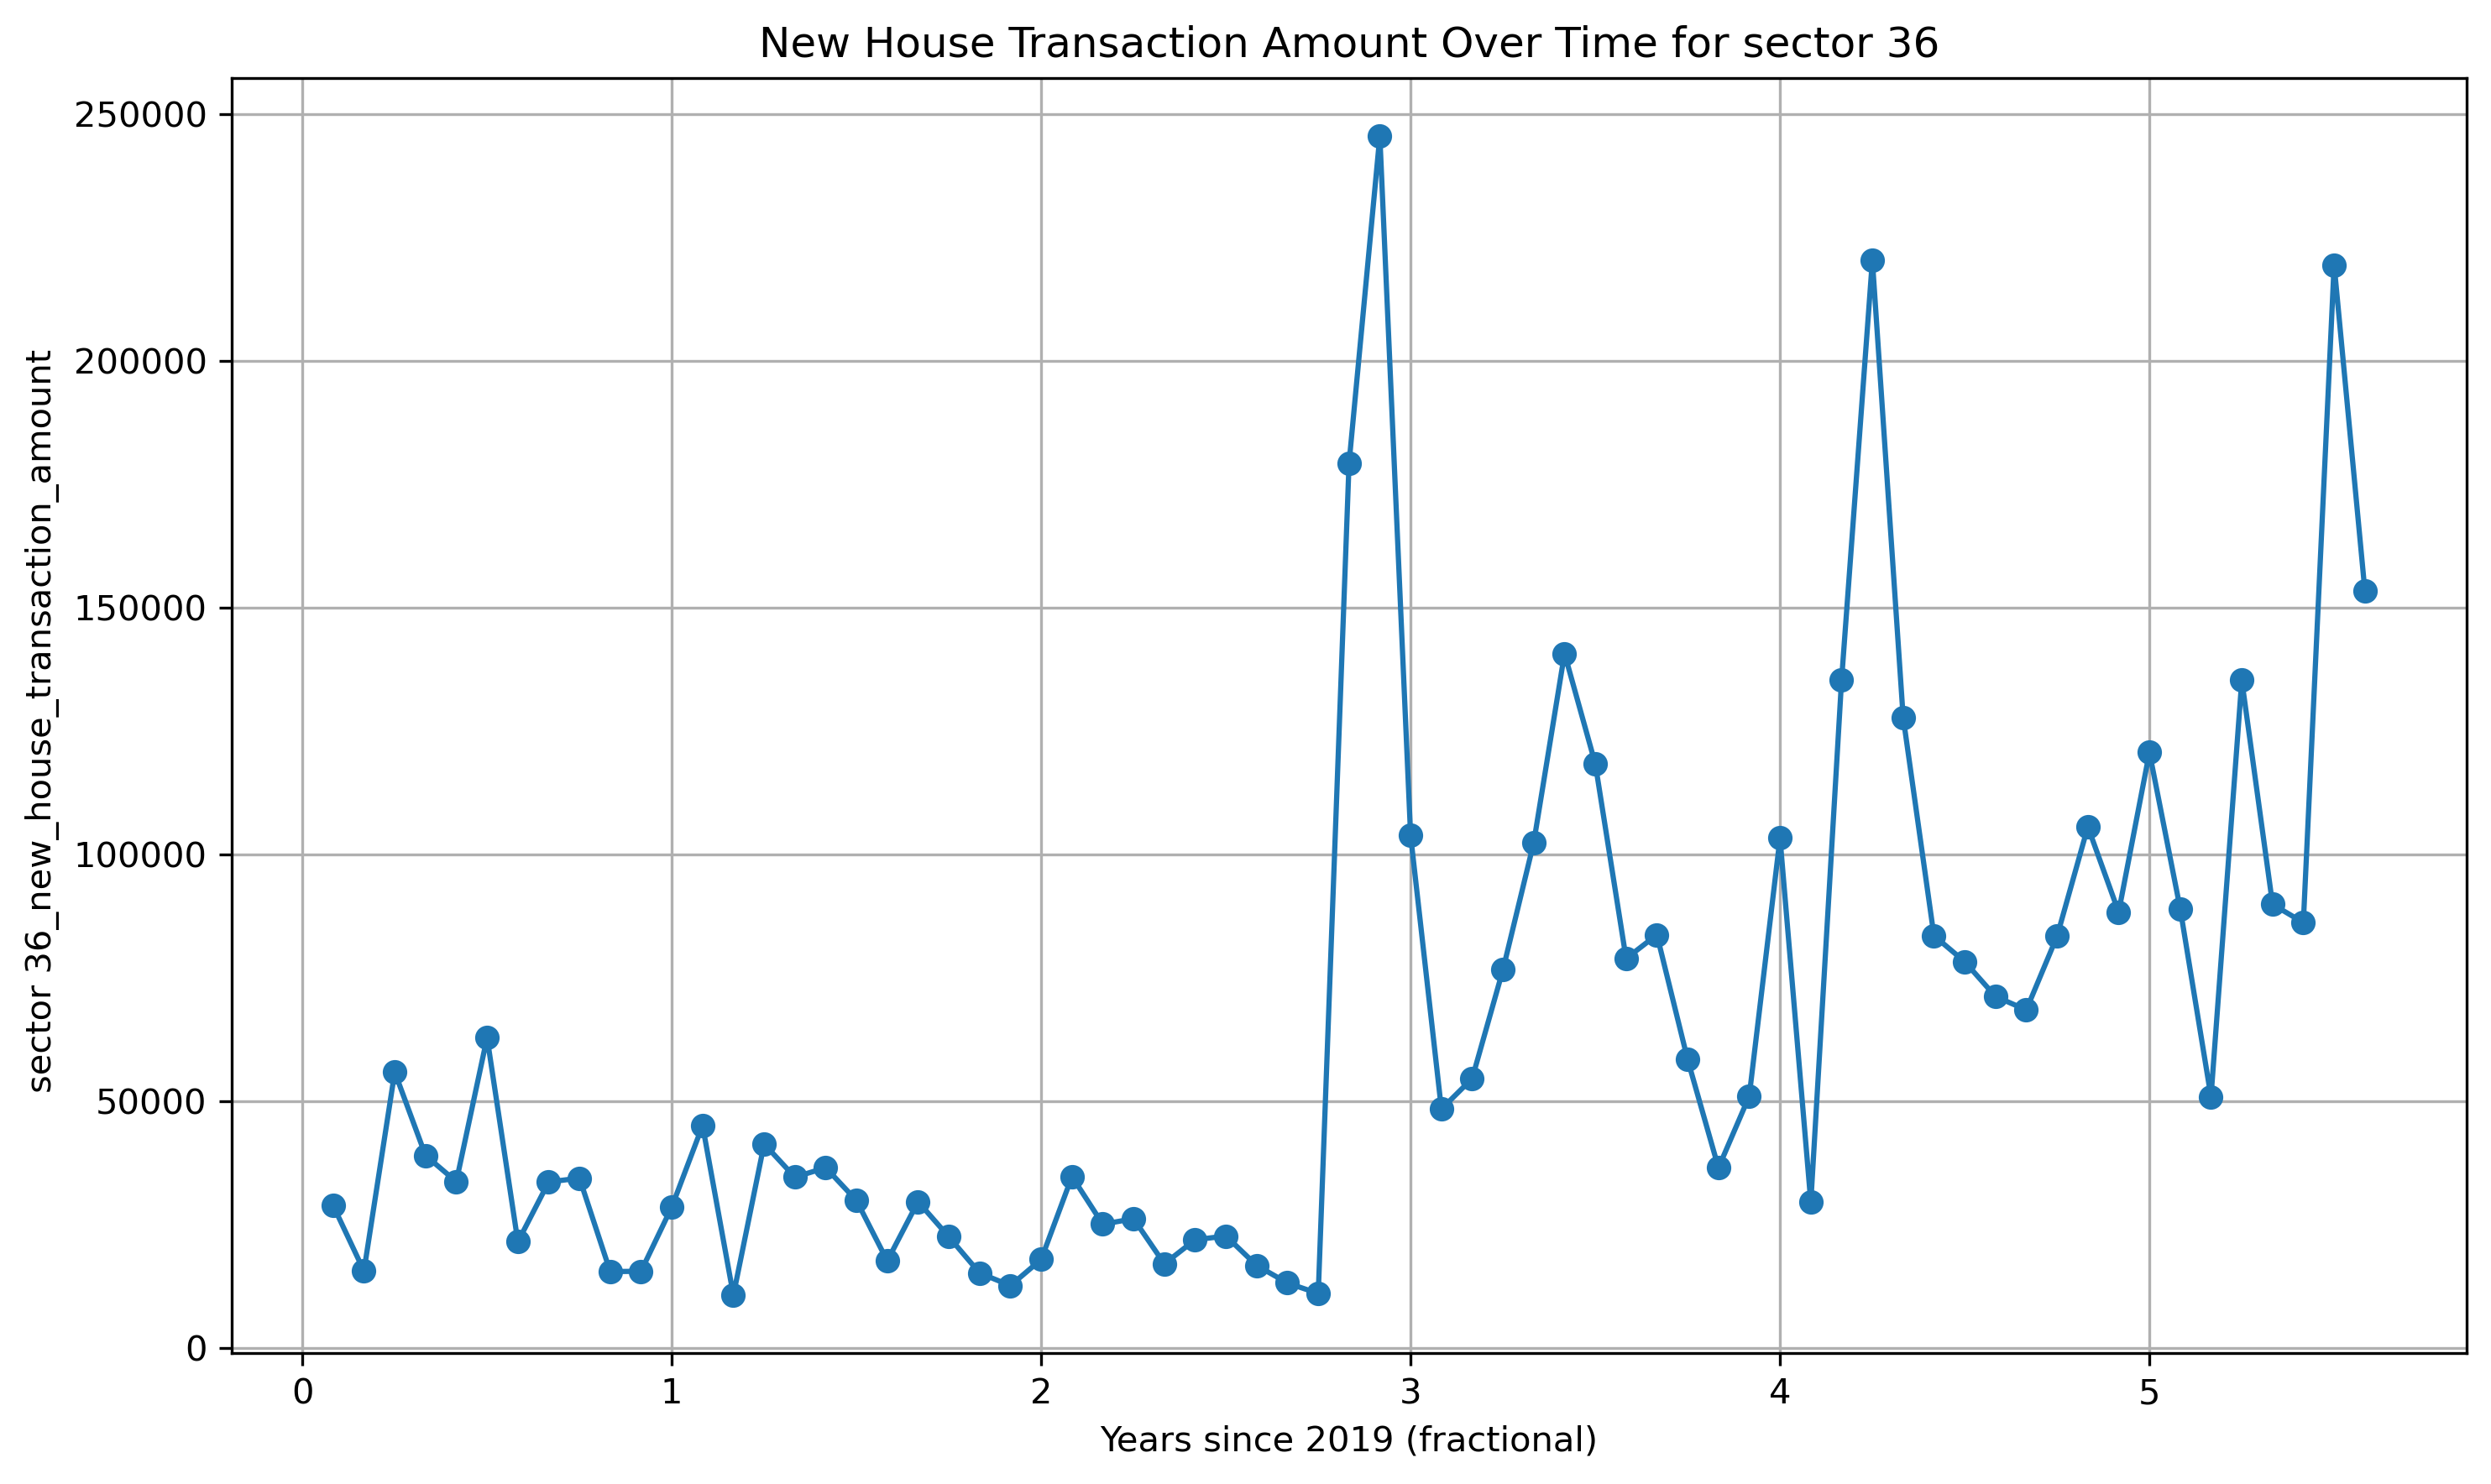 New House Transaction Amount Over Time for sector 36
sector 36_new_house_transaction_amount
250000
200000
150000
100000
50000
0
0 1 2 3 4 5
Years since 2019 (fractional)